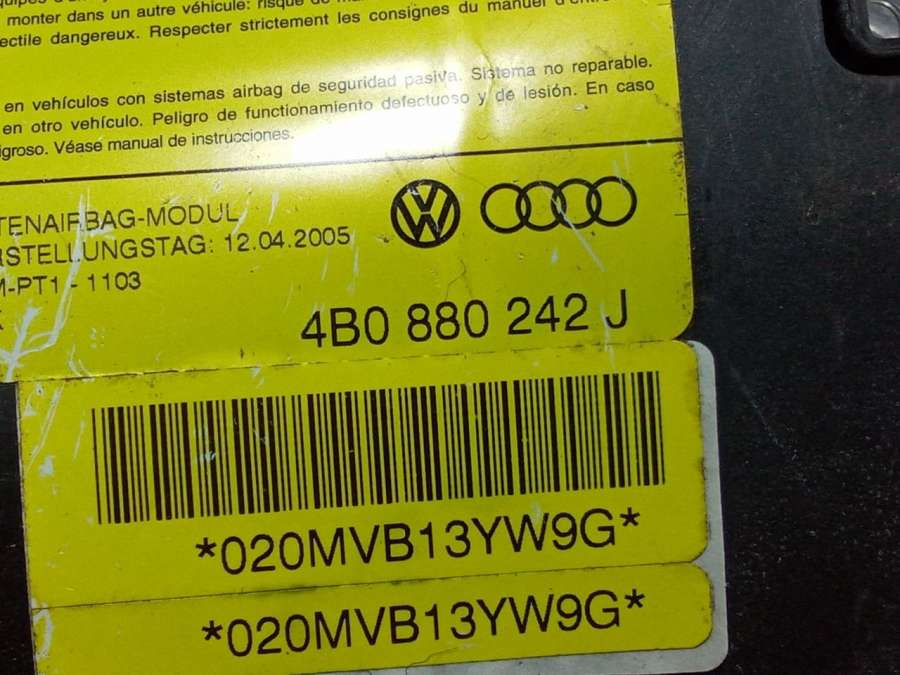 monter dans un autre véhicule: risque de
ectile dangereux. Respecter strictement les consignes du manuel
en vehículos con sistemas airbag de seguridad pasiva. Sistema no reparable.
en otro vehículo. Peligro de funcionamiento defectuoso y de lesión. En caso
igroso. Véase manual de instrucciones.
TENAIRBAG-MODUL
RSTELLUNGSTAG: 12.04.2005
M-PT1 - 1103
4B0 880 242 J
*020MVB13YW9G*
*020MVB13YW9G*